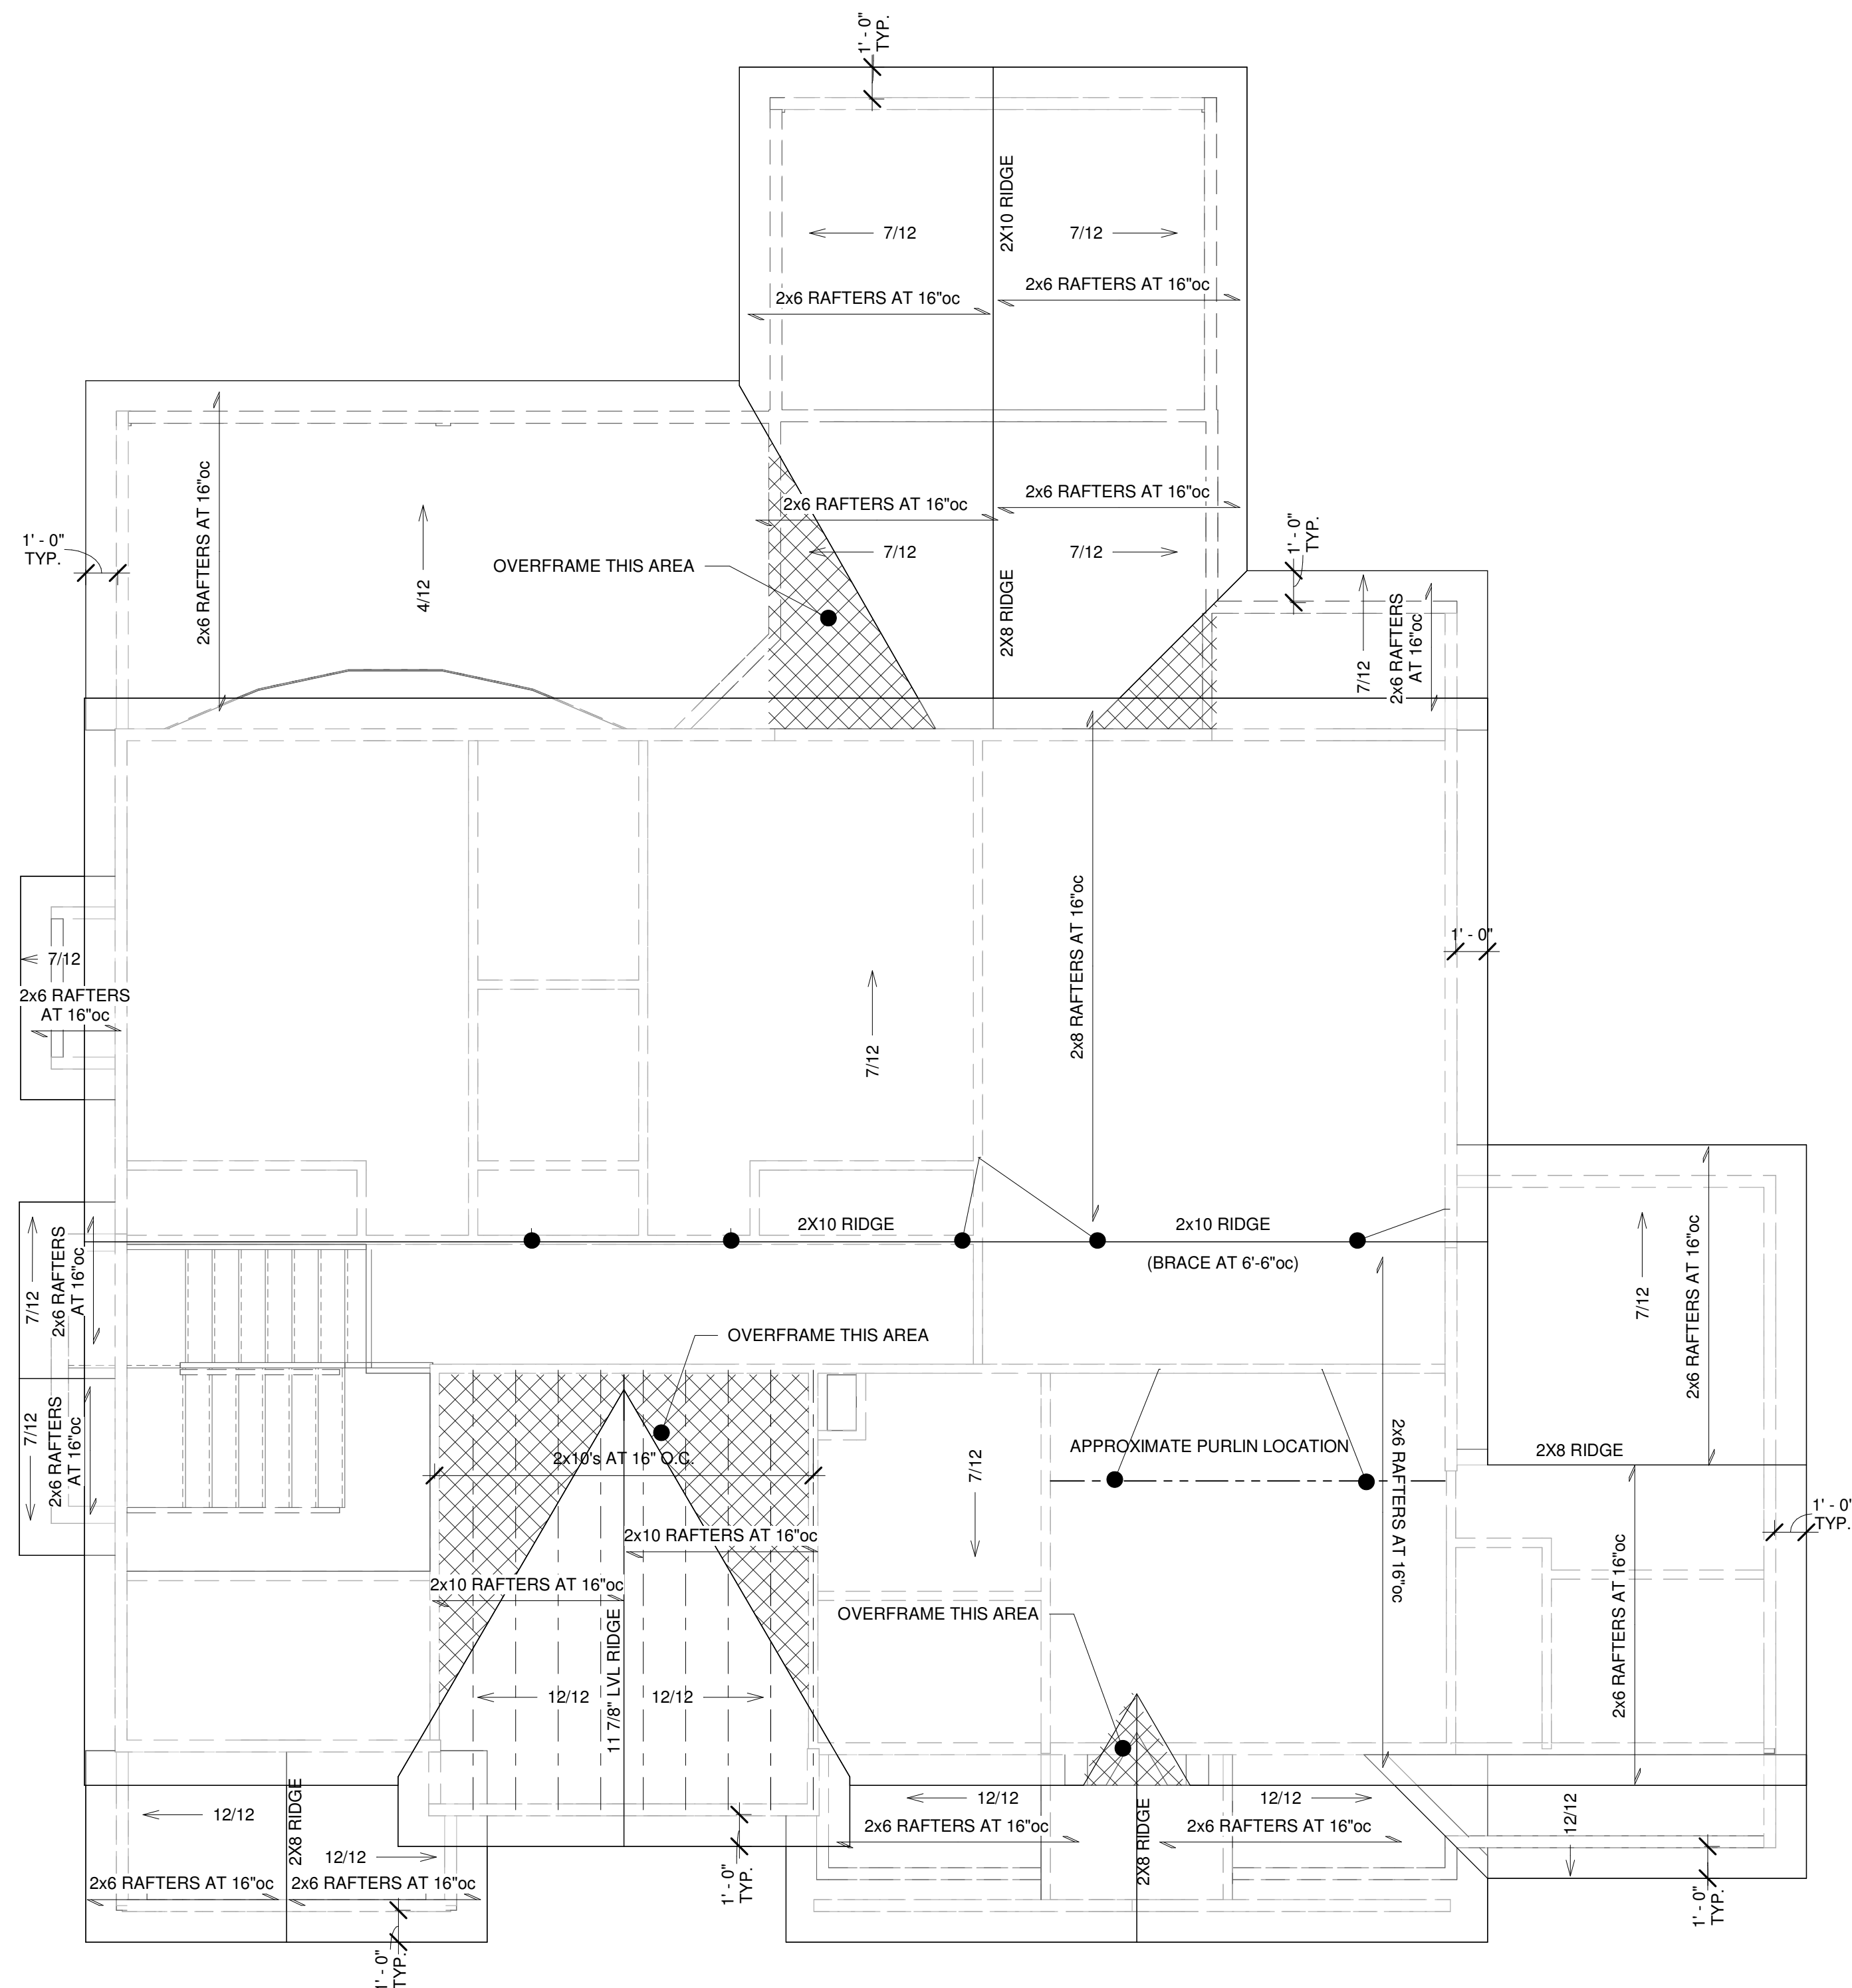 1' - 0"
TYP.
2X10 RIDGE
7/12
7/12
2x6 RAFTERS AT 16"oc
2x6 RAFTERS AT 16"oc
2x6 RAFTERS AT 16"oc
2x6 RAFTERS AT 16"oc
2x6 RAFTERS AT 16"oc
1' - 0"
TYP.
1' - 0"
TYP.
7/12
7/12
OVERFRAME THIS AREA
4/12
2X8 RIDGE
7/12
2x6 RAFTERS
AT 16"oc
1' - 0"
7/12
2x6 RAFTERS
AT 16"oc
2x8 RAFTERS AT 16"oc
7/12
2X10 RIDGE
2x10 RIDGE
(BRACE AT 6'-6"oc)
7/12
2x6 RAFTERS
AT 16"oc
7/12
2x6 RAFTERS AT 16"oc
OVERFRAME THIS AREA
7/12
2x6 RAFTERS
AT 16"oc
2x10's AT 16" O.C.
APPROXIMATE PURLIN LOCATION
7/12
2x6 RAFTERS AT 16"oc
2X8 RIDGE
1' - 0"
TYP.
2x10 RAFTERS AT 16"oc
2x10 RAFTERS AT 16"oc
11 7/8" LVL RIDGE
OVERFRAME THIS AREA
2x6 RAFTERS AT 16"oc
12/12
12/12
12/12
2X8 RIDGE
12/12
12/12
12/12
12/12
2x6 RAFTERS AT 16"oc
2X8 RIDGE
2x6 RAFTERS AT 16"oc
2x6 RAFTERS AT 16"oc
2x6 RAFTERS AT 16"oc
1' - 0"
TYP.
1' - 0"
TYP.
1' - 0"
TYP.